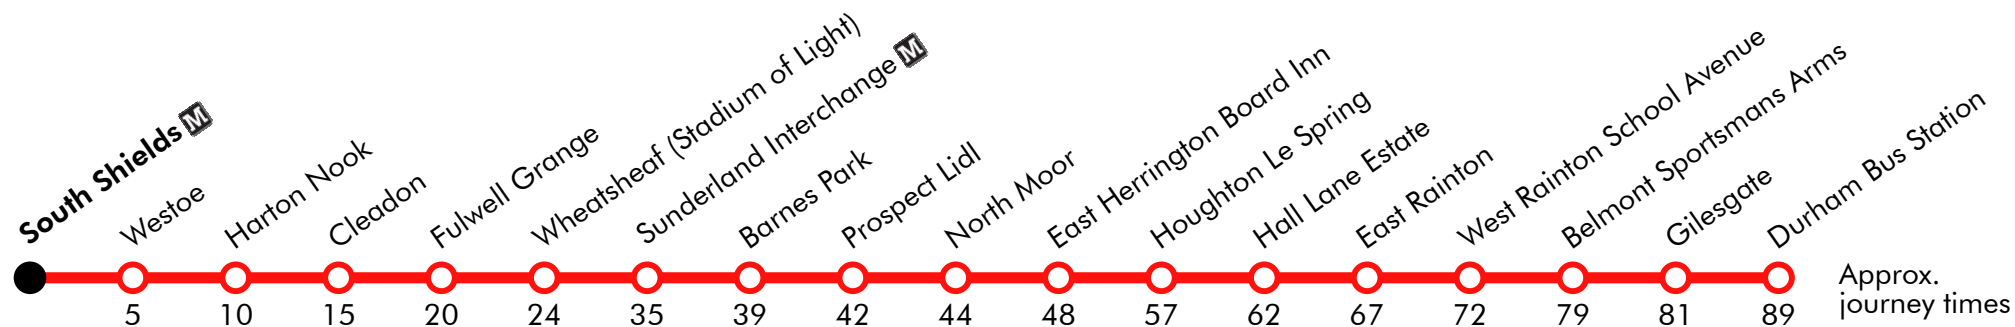 South Shields M
Westoe
Harton Nook
Cleadon
Fulwell Grange
Wheatsheaf (Stadium of Light)
Sunderland Interchange M
Barnes Park
Prospect Lidl
North Moor
East Herrington Board Inn
Houghton Le Spring
Hall Lane Estate
East Rainton
West Rainton School Avenue
Belmont Sportsmans Arms
Gilesgate
Durham Bus Station
5 10 15 20 24 35 39 42 44 48 57 62 67 72 79 81 89
Approx.
journey times